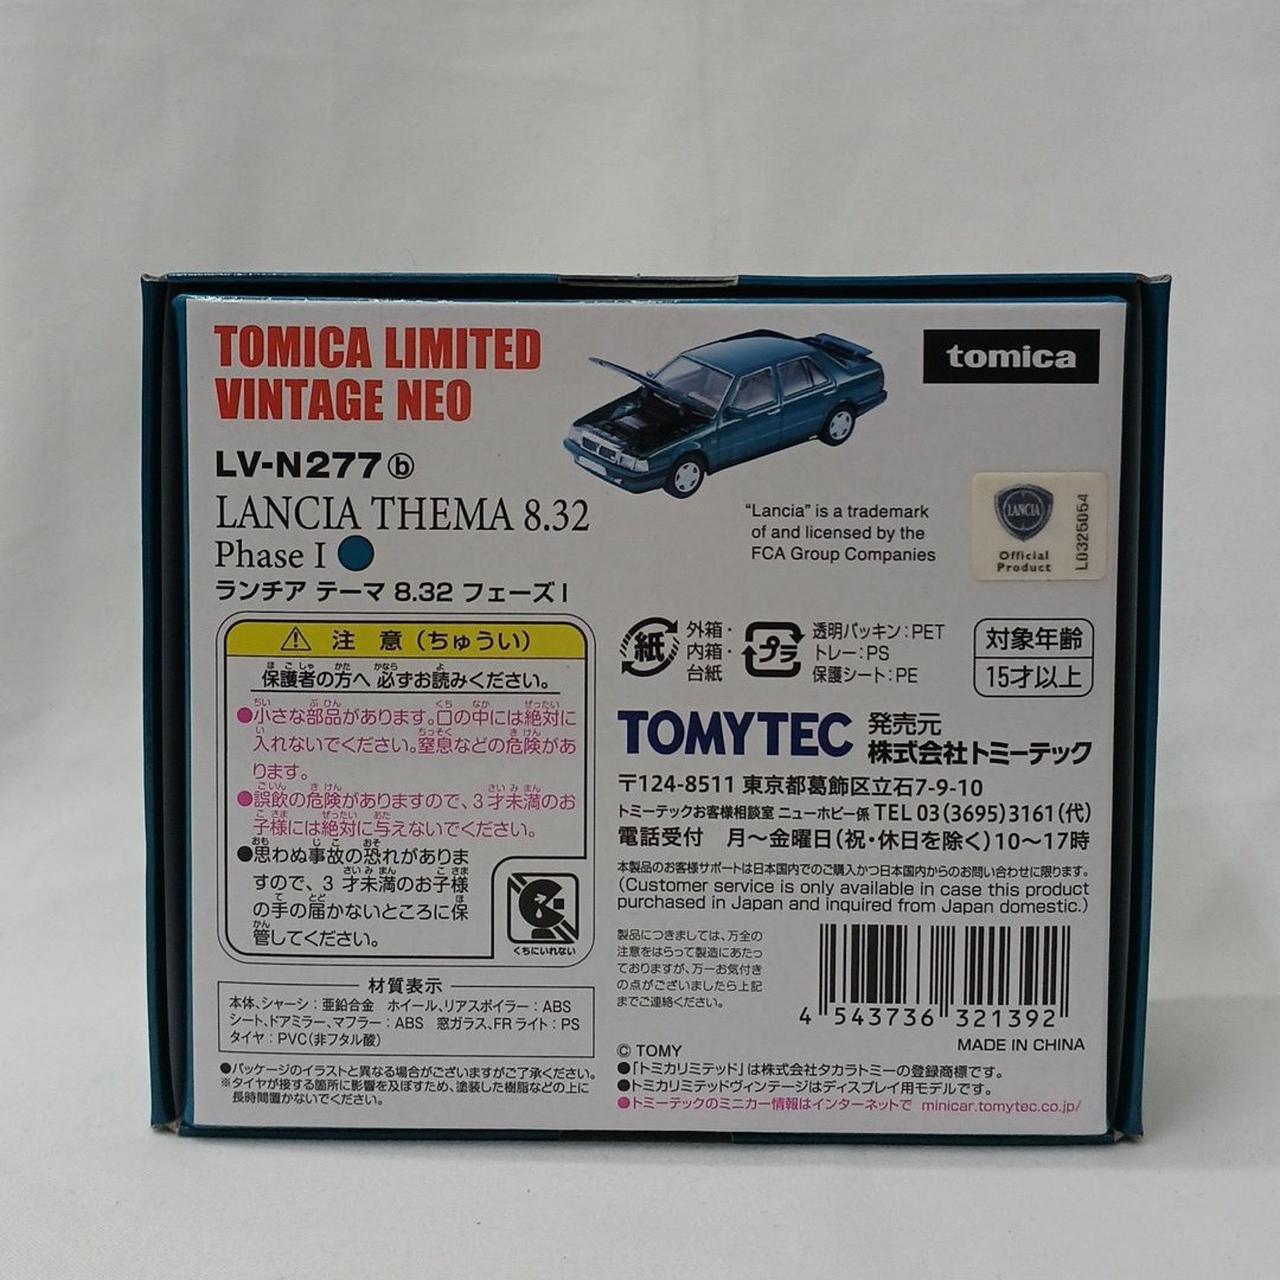 TOMICA LIMITED
VINTAGE NEO
tomica
LV-N277ⓑ
LANCIA THEMA 8.32
Phase I
ランチア テーマ 8.32 フェーズI
"Lancia" is a trademark
of and licensed by the
FCA Group Companies
LANCIA
Official
Product
L0325054
注 意 (ちゅうい)
保護者の方へ 必ずお読みください。
●小さな部品があります。口の中には絶対に
入れないでください。窒息などの危険があ
ります。
●誤飲の危険がありますので、3才未満のお
子様には絶対に与えないでください。
●思わぬ事故の恐れがありま
すので、3才未満のお子様
の手の届かないところに保
管してください。
くちにいれない
紙
外箱・
内箱・
台紙
プラ
透明パッキン:PET
トレー:PS
保護シート:PE
対象年齢
15才以上
TOMYTEC
発売元
株式会社トミーテック
〒124-8511 東京都葛飾区立石7-9-10
トミーテックお客様相談室 ニューホビー係 TEL 03(3695)3161(代)
電話受付 月〜金曜日(祝・休日を除く)10〜17時
本製品のお客様サポートは日本国内でのご購入かつ日本国内からのお問い合わせに限ります。
(Customer service is only available in case this product
purchased in Japan and inquired from Japan domestic.)
製品につきましては、万全の
注意をはらって製造にあたっ
ておりますが、万一お気付き
の点がございましたら上記
までご連絡ください。
4 543736 321392
MADE IN CHINA
材質表示
本体、シャーシ:亜鉛合金 ホイール、リアスポイラー:ABS
シート、ドアミラー、マフラー:ABS 窓ガラス、FRライト:PS
タイヤ:PVC(非フタル酸)
●パッケージのイラストと異なる場合がございますがご了承ください。
※タイヤが接する箇所に影響を及ぼすため、塗装した樹脂などの上に
長時間置かないでください。
© TOMY
●「トミカリミテッド」は株式会社タカラトミーの登録商標です。
●トミカリミテッドヴィンテージはディスプレイ用モデルです。
●トミーテックのミニカー情報はインターネットで minicar.tomytec.co.jp/